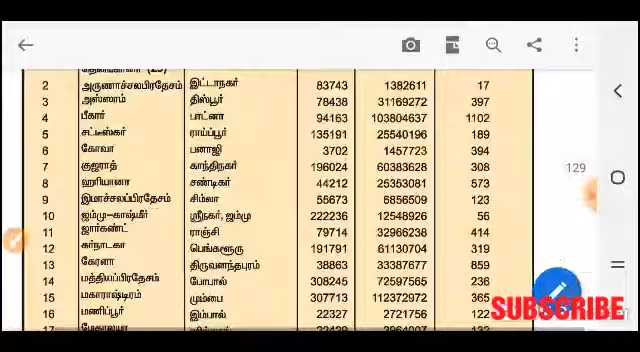 2 அருணாச்சலபிரதேசம் இட்டாநகர் 83743 1382611 17
3 அஸ்ஸாம் திஸ்பூர் 78438 31169272 397
4 பீகார் பாட்னா 94163 103804637 1102
5 சட்டீஸ்கர் ராய்ப்பூர் 135191 25540196 189
6 கோவா பனாஜி 3702 1457723 394
7 குஜராத் காந்திநகர் 196024 60383628 308
8 ஹரியானா சண்டிகர் 44212 25353081 573
9 இமாச்சலப்பிரதேசம் சிம்லா 55673 6856509 123
10 ஜம்மு-காஷ்மீர் ஸ்ரீநகர், ஜம்மு 222236 12548926 56
11 ஜார்கண்ட் ராஞ்சி 79714 32966238 414
12 கர்நாடகா பெங்களூரு 191791 61130704 319
13 கேரளா திருவனந்தபுரம் 38863 33387677 859
14 மத்தியப்பிரதேசம் போபால் 308245 72597565 236
15 மகாராஷ்டிரம் மும்பை 307713 112372972 365
16 மணிப்பூர் இம்பால் 22327 2721756 122
17 மேகாலயா 22429 2964007 132
129
SUBSCRIBE